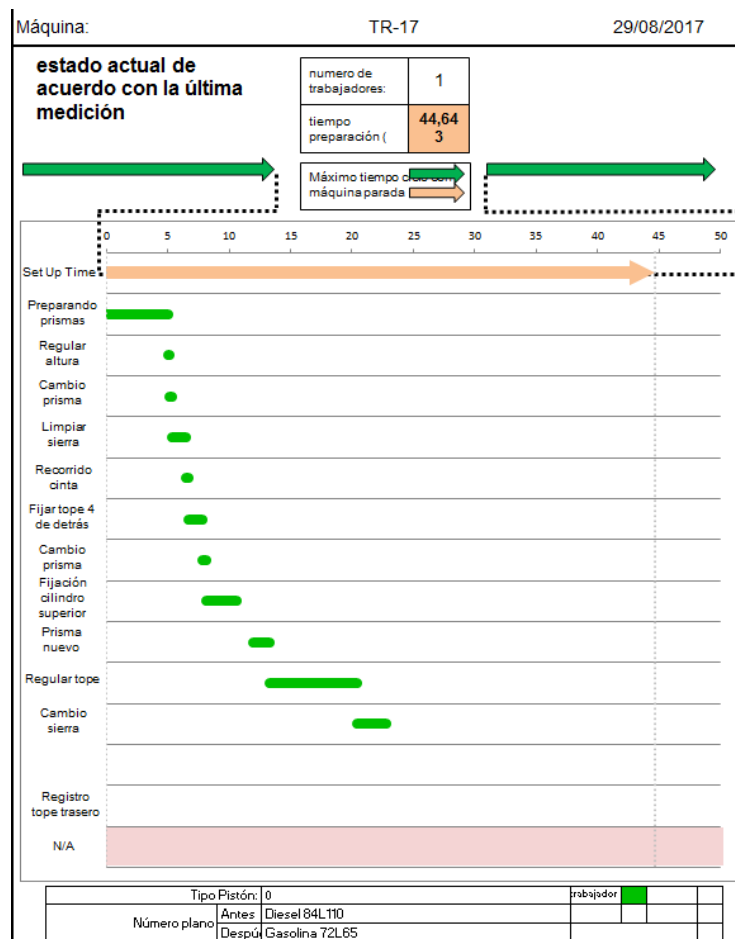 Máquina: TR-17 29/08/2017
estado actual de
acuerdo con la última
medición
numero de
trabajadores:
1
tiempo
preparación (
44,64
3
Máximo tiempo
máquina parada
0 5 10 15 20 25 30 35 40 45 50
Set Up Time
Preparando
prismas
Regular
altura
Cambio
prisma
Limpiar
sierra
Recorrido
cinta
Fijar tope 4
de detrás
Cambio
prisma
Fijación
cilindro
superior
Prisma
nuevo
Regular tope
Cambio
sierra
Registro
tope trasero
N/A
Tipo Pistón: 0 trabajador
Número plano
Antes Diesel 84L110
Despú Gasolina 72L65